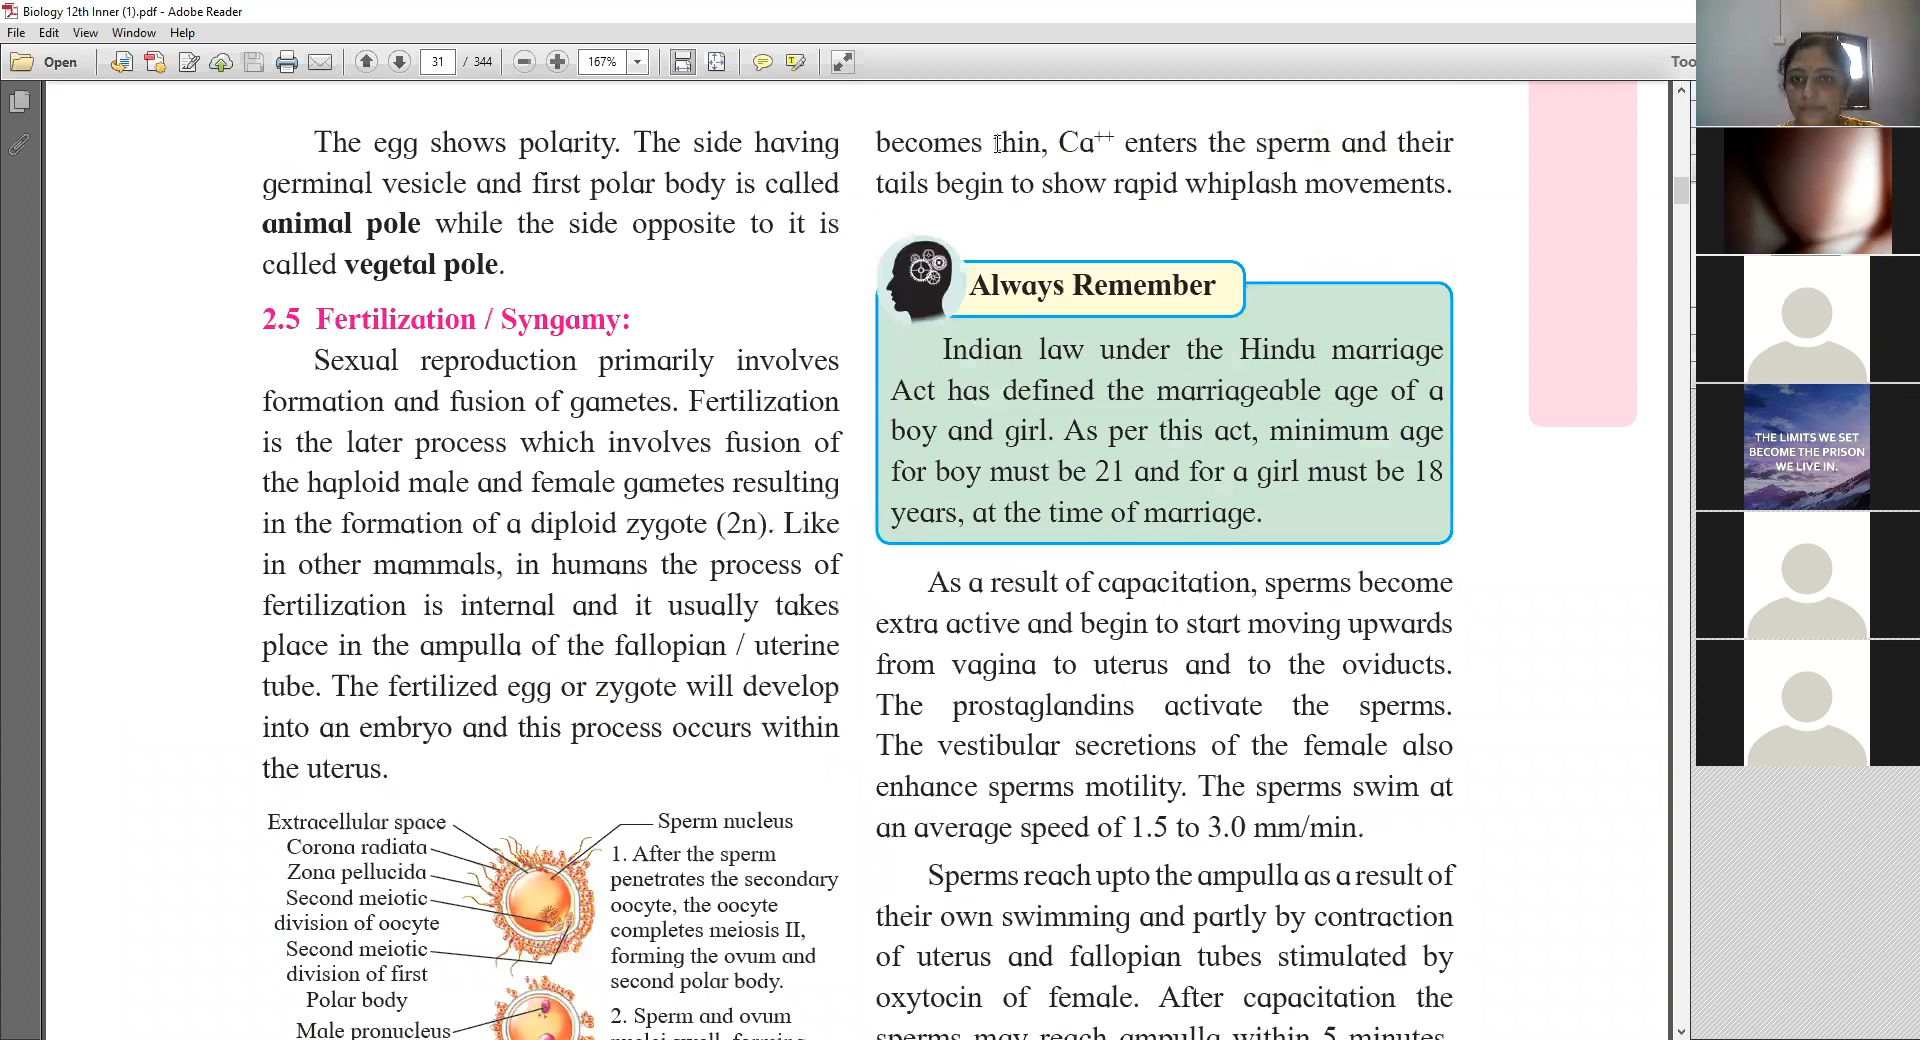 Biology 12th Inner (1).pdf - Adobe Reader
File Edit View Window Help
Open 31 / 344 167%
The egg shows polarity. The side having
germinal vesicle and first polar body is called
animal pole while the side opposite to it is
called vegetal pole.
2.5 Fertilization / Syngamy:
Sexual reproduction primarily involves
formation and fusion of gametes. Fertilization
is the later process which involves fusion of
the haploid male and female gametes resulting
in the formation of a diploid zygote (2n). Like
in other mammals, in humans the process of
fertilization is internal and it usually takes
place in the ampulla of the fallopian / uterine
tube. The fertilized egg or zygote will develop
into an embryo and this process occurs within
the uterus.
Extracellular space
Corona radiata
Zona pellucida
Second meiotic
division of oocyte
Second meiotic
division of first
Polar body
Male pronucleus
Sperm nucleus
1. After the sperm
penetrates the secondary
oocyte, the oocyte
completes meiosis II,
forming the ovum and
second polar body.
2. Sperm and ovum
nuclei swell, forming
becomes thin, Ca⁺⁺ enters the sperm and their
tails begin to show rapid whiplash movements.
Always Remember
Indian law under the Hindu marriage
Act has defined the marriageable age of a
boy and girl. As per this act, minimum age
for boy must be 21 and for a girl must be 18
years, at the time of marriage.
As a result of capacitation, sperms become
extra active and begin to start moving upwards
from vagina to uterus and to the oviducts.
The prostaglandins activate the sperms.
The vestibular secretions of the female also
enhance sperms motility. The sperms swim at
an average speed of 1.5 to 3.0 mm/min.
Sperms reach upto the ampulla as a result of
their own swimming and partly by contraction
of uterus and fallopian tubes stimulated by
oxytocin of female. After capacitation the
sperms may reach ampulla within 5 minutes.
THE LIMITS WE SET
BECOME THE PRISON
WE LIVE IN.